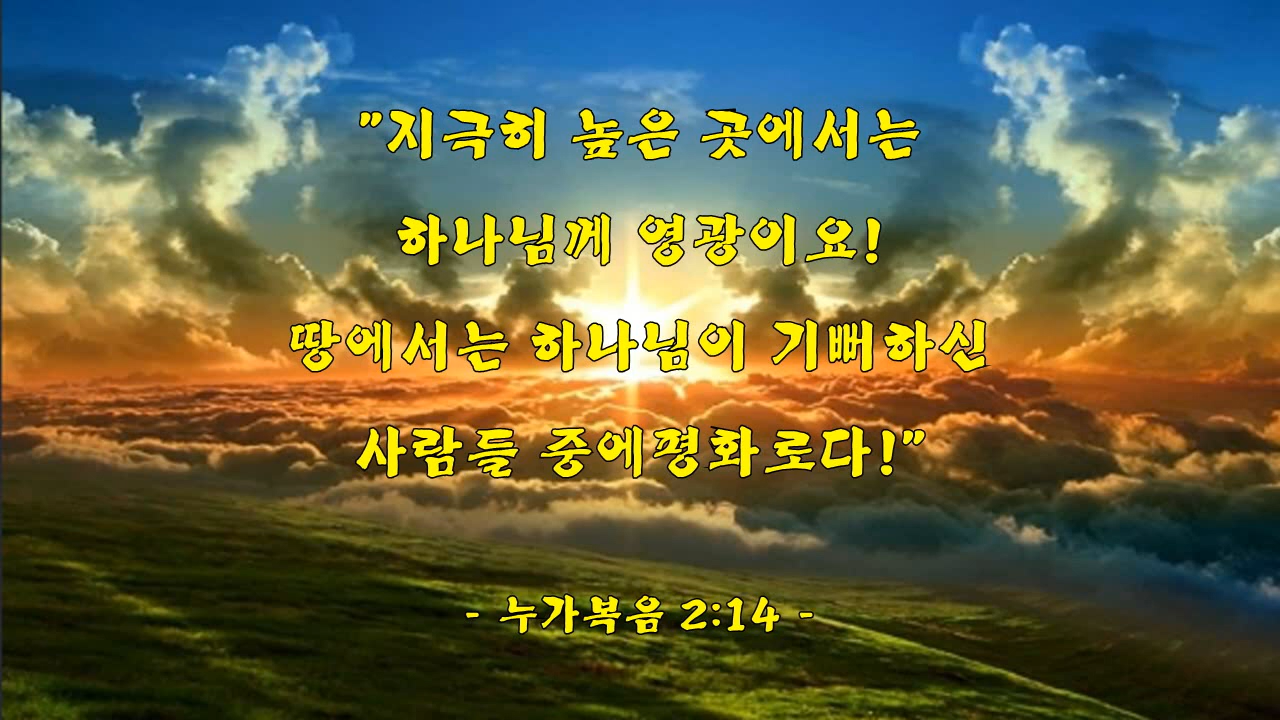 "지극히 높은 곳에서는
하나님께 영광이요!
땅에서는 하나님이 기뻐하신
사람들 중에평화로다!"
- 누가복음 2:14 -